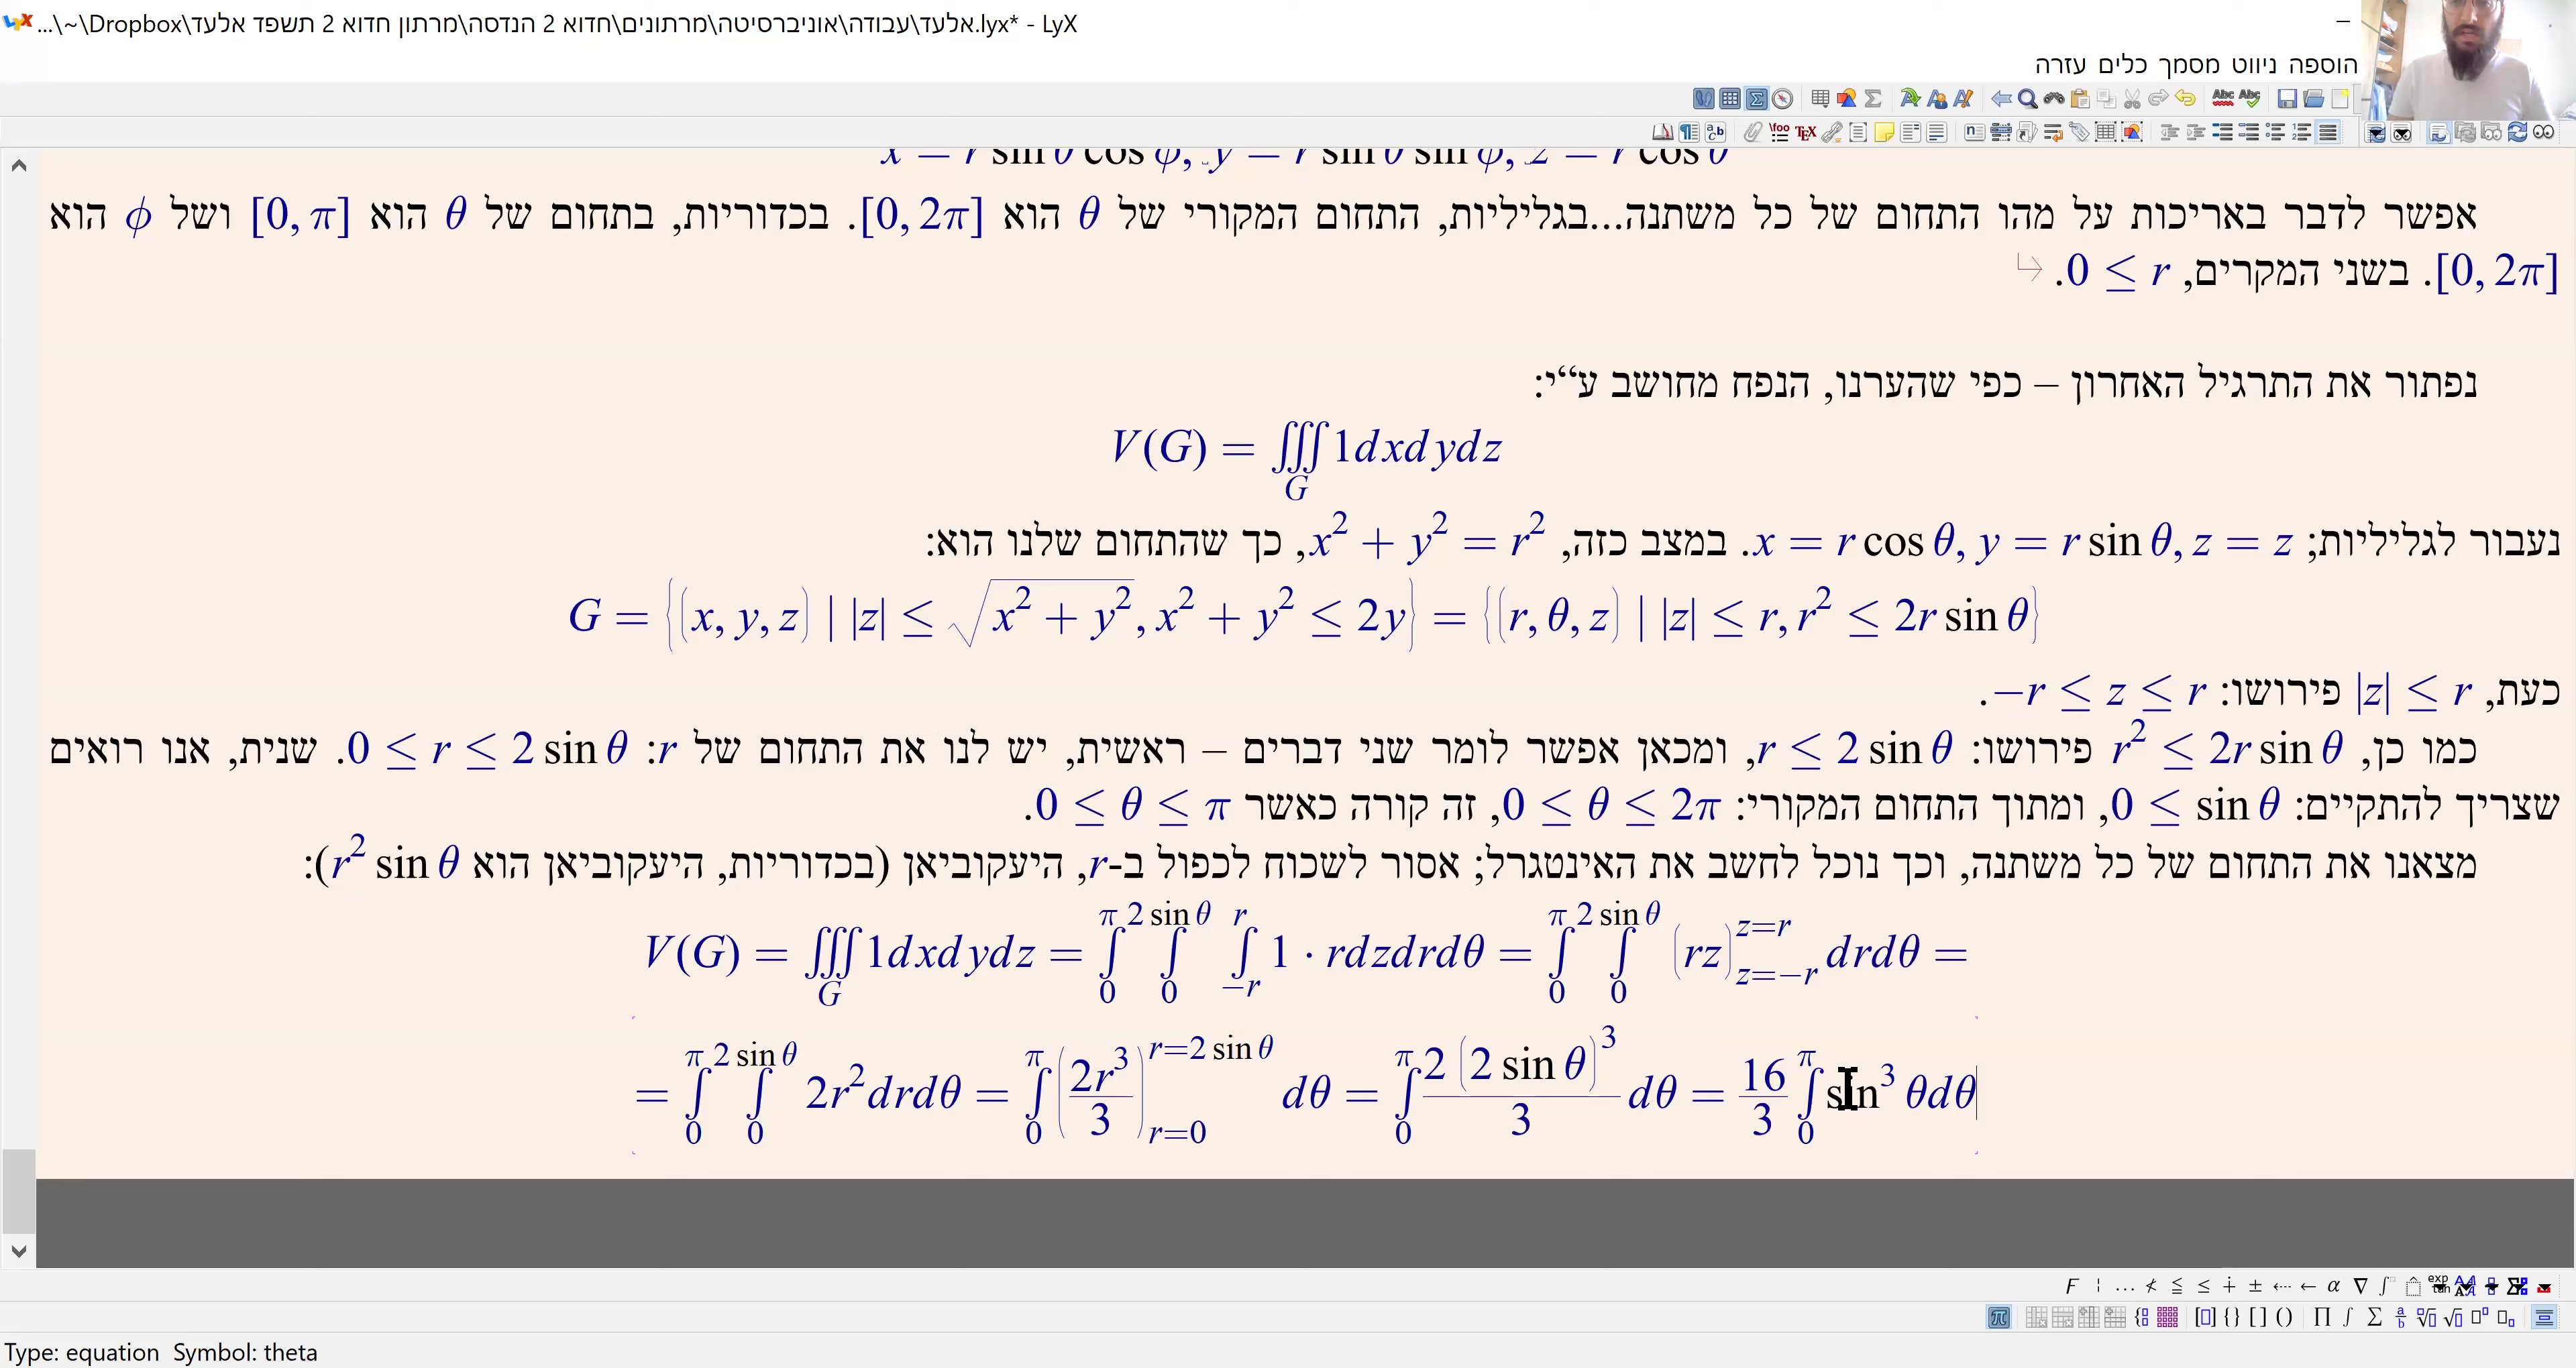 ...\~\Dropbox\אלעד\עבודה\אוניברסיטה\מרתונים\חדוא 2 הנדסה\מרתון חדוא 2 תשפד אלעד.lyx* - LyX
הוספה ניווט מסמך כלים עזרה
x = r sin θ cos φ, y = r sin θ sin φ, z = r cos θ
אפשר לדבר באריכות על מהו התחום של כל משתנה...בגליליות, התחום המקורי של θ הוא [0, 2π]. בכדוריות, בתחום של θ הוא [0, π] ושל ϕ הוא
[0, 2π]. בשני המקרים, 0 ≤ r.
נפתור את התרגיל האחרון – כפי שהערנו, הנפח מחושב ע“י:
V(G) = ∭_G 1dxdydz
נעבור לגליליות; x = r cos θ, y = r sin θ, z = z. במצב כזה, x² + y² = r², כך שהתחום שלנו הוא:
G = {(x, y, z) | |z| ≤ √(x² + y²), x² + y² ≤ 2y} = {(r, θ, z) | |z| ≤ r, r² ≤ 2r sin θ}
כעת, |z| ≤ r פירושו: −r ≤ z ≤ r.
כמו כן, r² ≤ 2r sin θ פירושו: r ≤ 2 sin θ, ומכאן אפשר לומר שני דברים – ראשית, יש לנו את התחום של r: 0 ≤ r ≤ 2 sin θ. שנית, אנו רואים
שצריך להתקיים: 0 ≤ sin θ, ומתוך התחום המקורי: 0 ≤ θ ≤ 2π, זה קורה כאשר 0 ≤ θ ≤ π.
מצאנו את התחום של כל משתנה, וכך נוכל לחשב את האינטגרל; אסור לשכוח לכפול ב-r, היעקוביאן (בכדוריות, היעקוביאן הוא r² sin θ):
V(G) = ∭_G 1dxdydz = ∫_0^π ∫_0^{2 sin θ} ∫_{−r}^r 1 · rdzdrdθ = ∫_0^π ∫_0^{2 sin θ} (rz)_{z=−r}^{z=r} drdθ =
= ∫_0^π ∫_0^{2 sin θ} 2r²drdθ = ∫_0^π (2r³/3)_{r=0}^{r=2 sin θ} dθ = ∫_0^π 2(2 sin θ)³/3 dθ = 16/3 ∫_0^π sin³ θdθ
Type: equation Symbol: theta